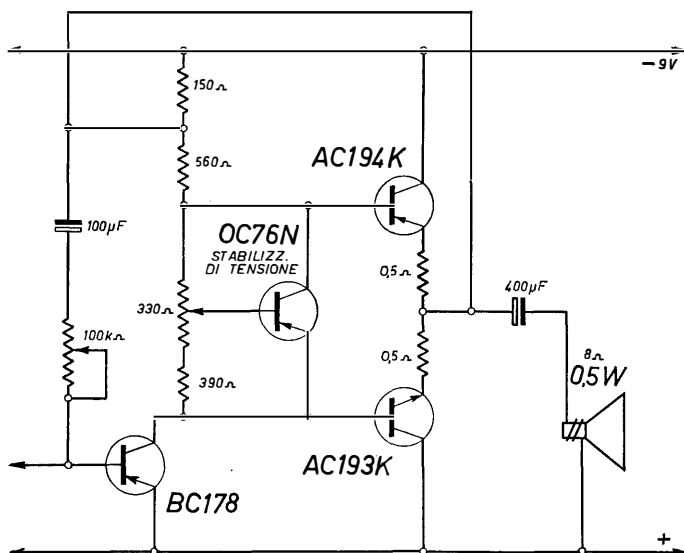 -9V
150Ω
560Ω
AC194K
100µF
OC76N
STABILIZZ.
DI TENSIONE
0,5Ω
400µF
330Ω
100kΩ
0,5Ω
8Ω
0,5W
390Ω
AC193K
BC178
+